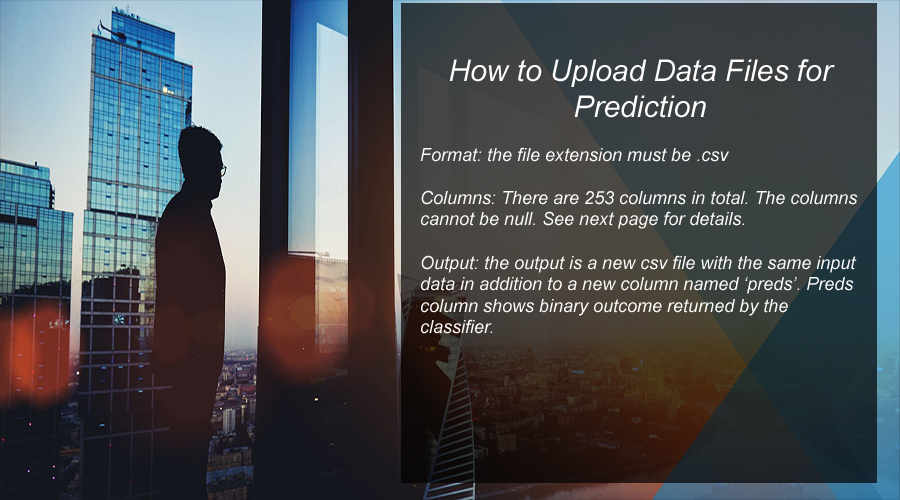 How to Upload Data Files for
Prediction
Format: the file extension must be .csv
Columns: There are 253 columns in total. The columns
cannot be null. See next page for details.
Output: the output is a new csv file with the same input
data in addition to a new column named ‘preds’. Preds
column shows binary outcome returned by the
classifier.